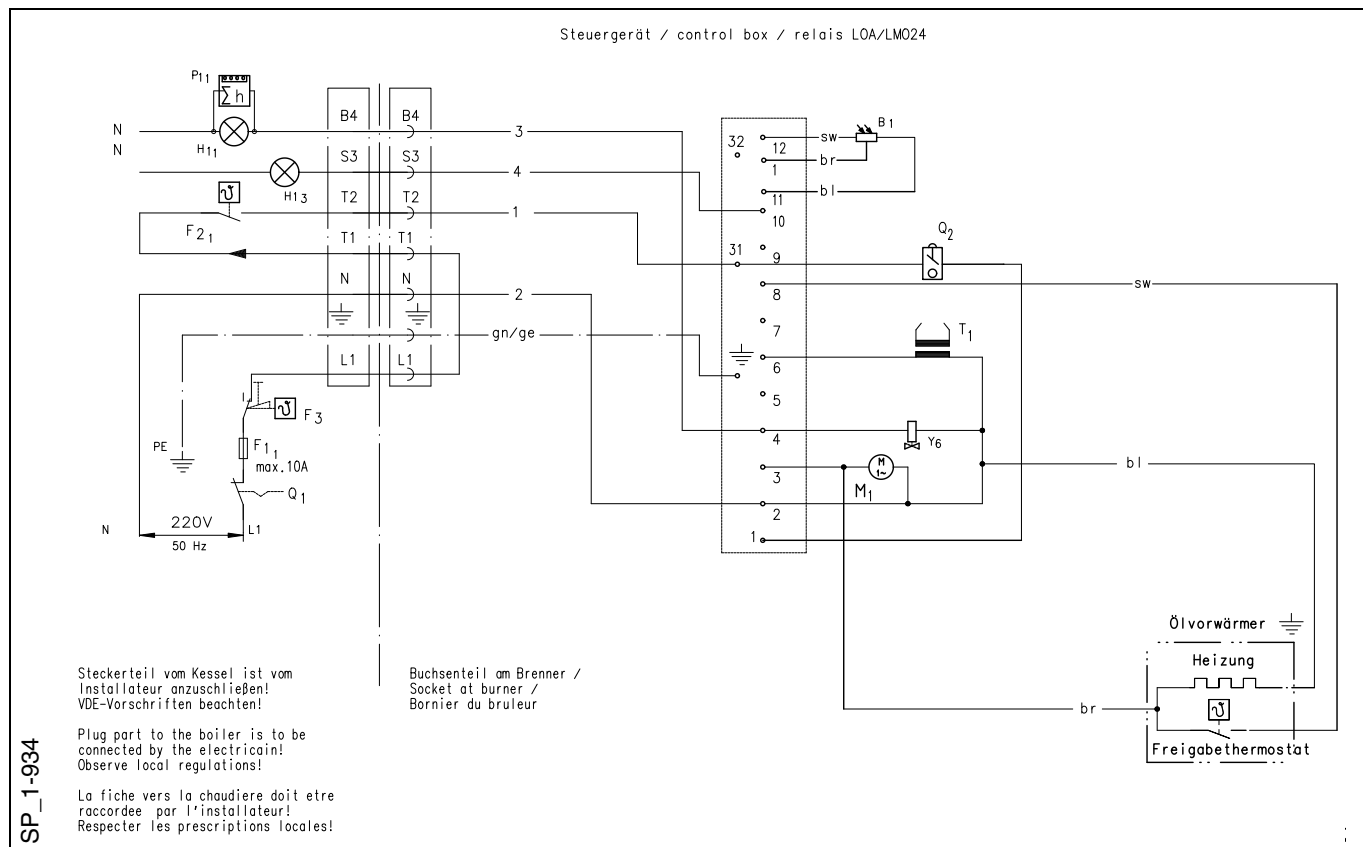 Steuergerät / control box / relais LOA/LMO24
P11
Σh
N
N
H11
H13
ϑ
F21
B4
S3
T2
T1
N
L1
B4
S3
T2
T1
N
L1
3
4
1
2
gn/ge
PE
ϑ F3
F11
max.10A
Q1
N
220V
50 Hz
L1
32
12
1
11
10
31
9
8
7
6
5
4
3
2
1
sw
br
bl
B1
Q2
sw
T1
Y6
M
1~
M1
bl
br
Ölvorwärmer
Heizung
ϑ
Freigabethermostat
Steckerteil vom Kessel ist vom
Installateur anzuschließen!
VDE-Vorschriften beachten!
Plug part to the boiler is to be
connected by the electricain!
Observe local regulations!
La fiche vers la chaudiere doit etre
raccordee par l'installateur!
Respecter les prescriptions locales!
Buchsenteil am Brenner /
Socket at burner /
Bornier du bruleur
SP_1-934